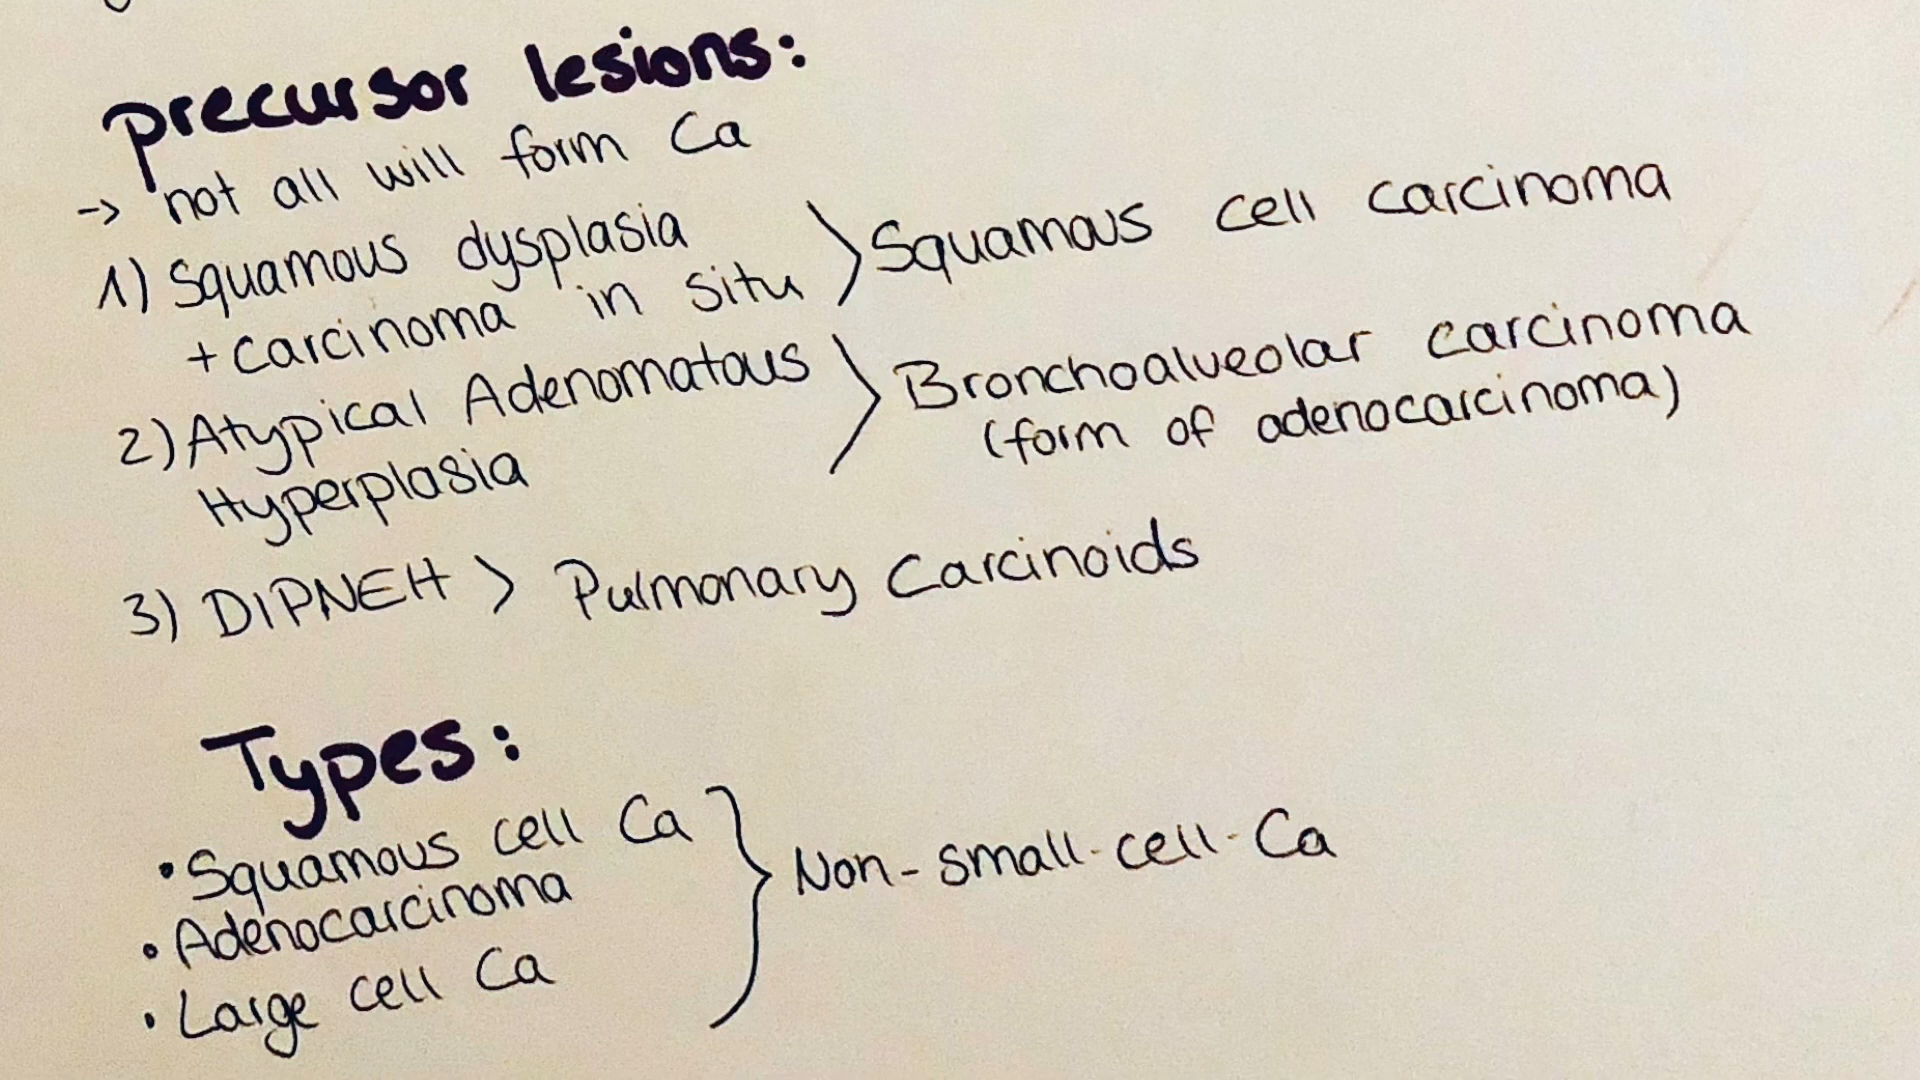 precursor lesions:
→ not all will form Ca
1) Squamous dysplasia
+ carcinoma in situ > Squamous cell carcinoma
2) Atypical Adenomatous
Hyperplasia > Bronchoalveolar carcinoma
(form of adenocarcinoma)
3) DIPNEH > Pulmonary Carcinoids
Types:
• Squamous cell Ca
• Adenocarcinoma } Non-small-cell-Ca
• Large cell Ca